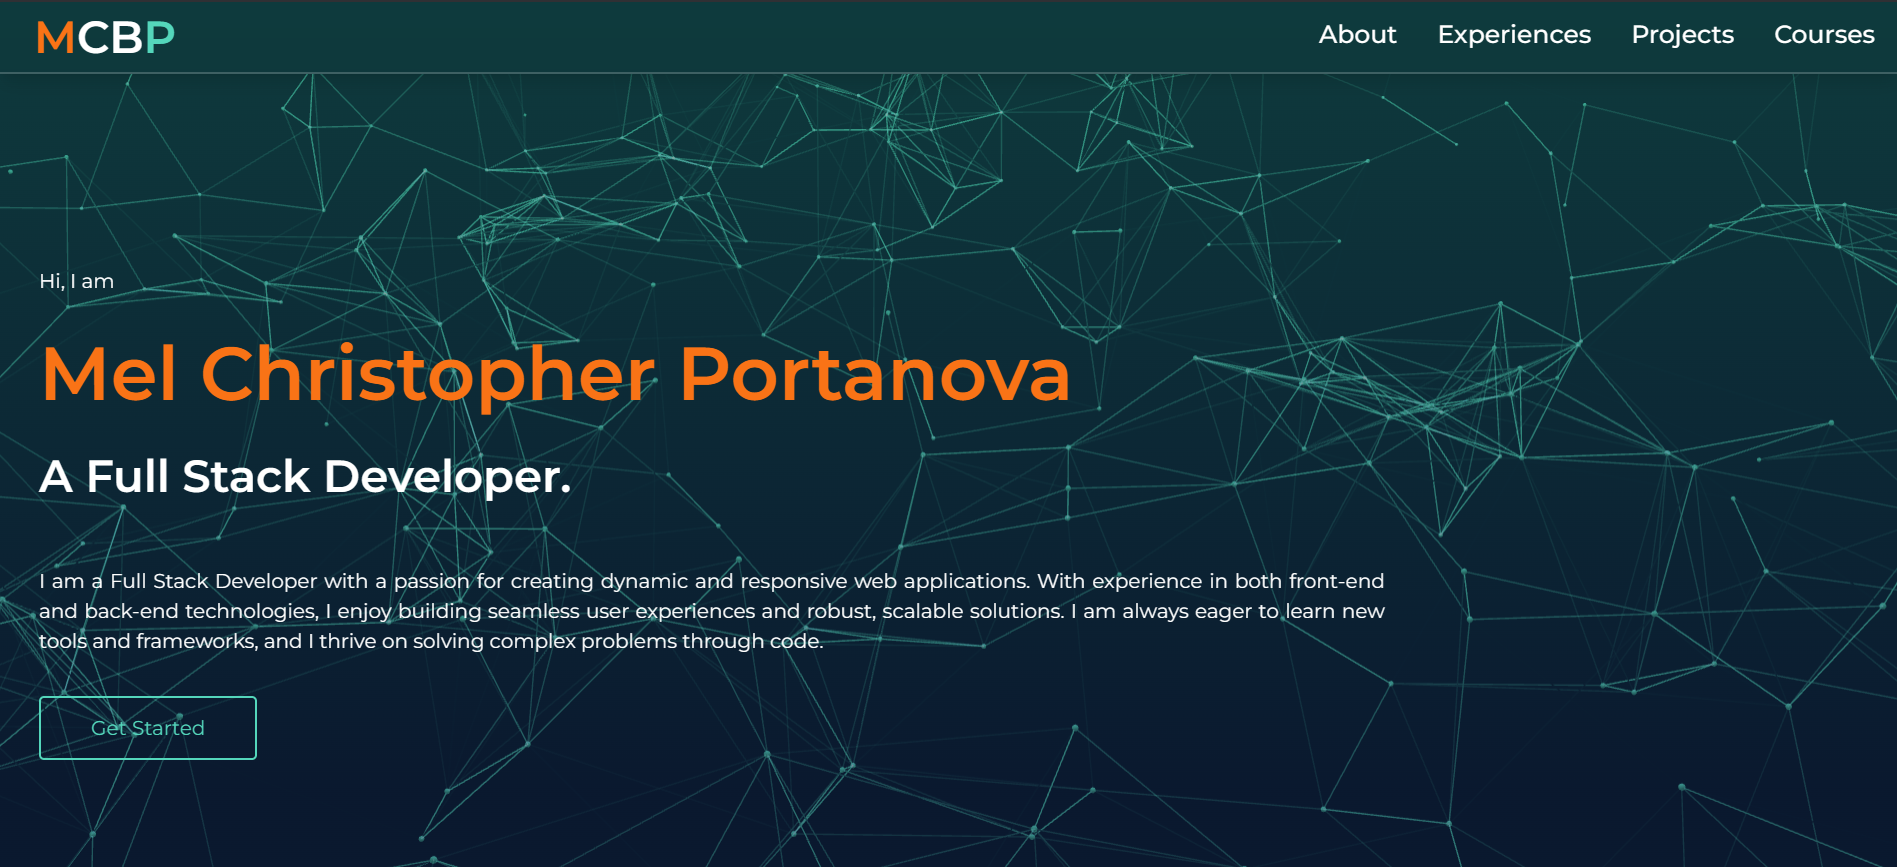 MCBP
About Experiences Projects Courses
Hi, I am
Mel Christopher Portanova
A Full Stack Developer.
I am a Full Stack Developer with a passion for creating dynamic and responsive web applications. With experience in both front-end
and back-end technologies, I enjoy building seamless user experiences and robust, scalable solutions. I am always eager to learn new
tools and frameworks, and I thrive on solving complex problems through code.
Get Started